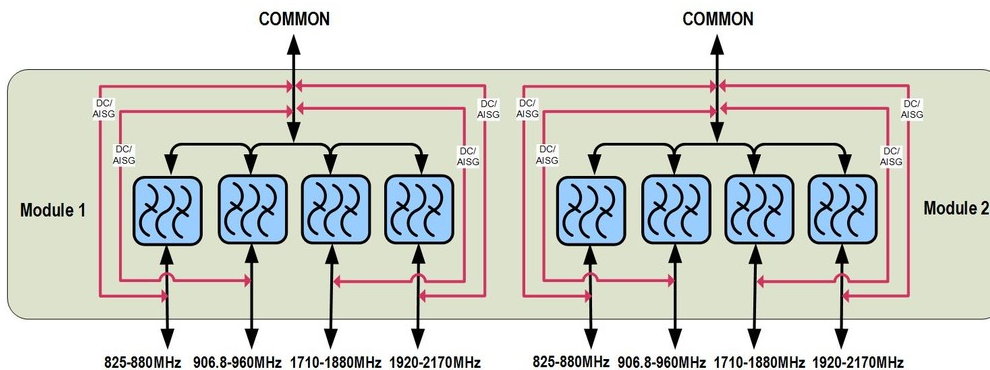 COMMON
COMMON
DC/
AISG
DC/
AISG
DC/
AISG
DC/
AISG
DC/
AISG
DC/
AISG
DC/
AISG
DC/
AISG
Module 1
Module 2
825-880MHz
906.8-960MHz
1710-1880MHz
1920-2170MHz
825-880MHz
906.8-960MHz
1710-1880MHz
1920-2170MHz